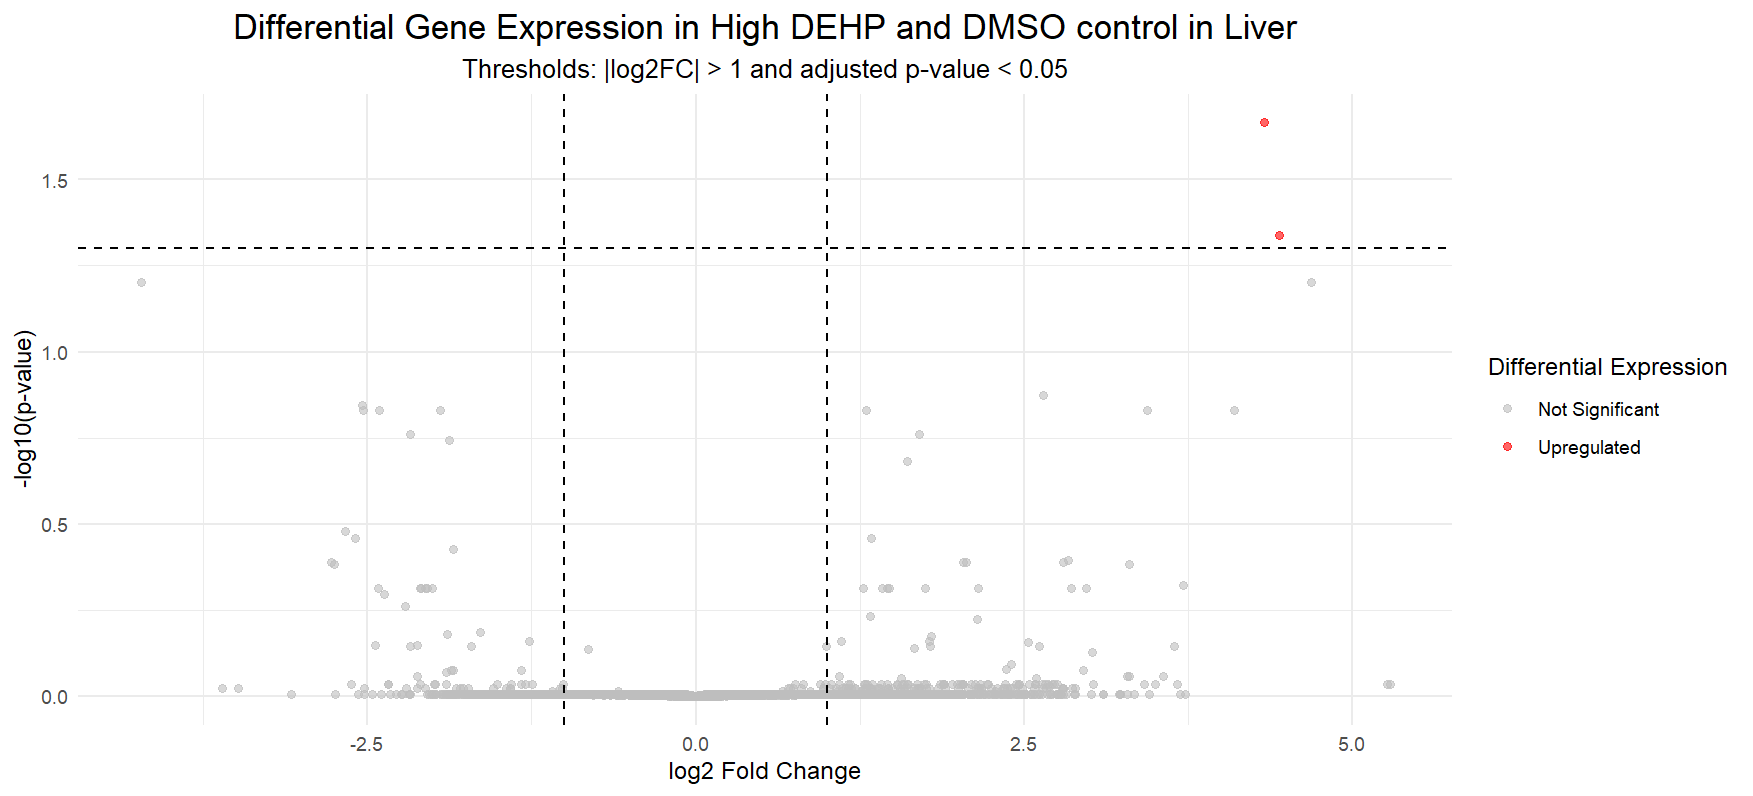 Differential Gene Expression in High DEHP and DMSO control in Liver
Thresholds: |log2FC| > 1 and adjusted p-value < 0.05
-log10(p-value)
1.5
1.0
0.5
0.0
-2.5
0.0
2.5
5.0
log2 Fold Change
Differential Expression
Not Significant
Upregulated